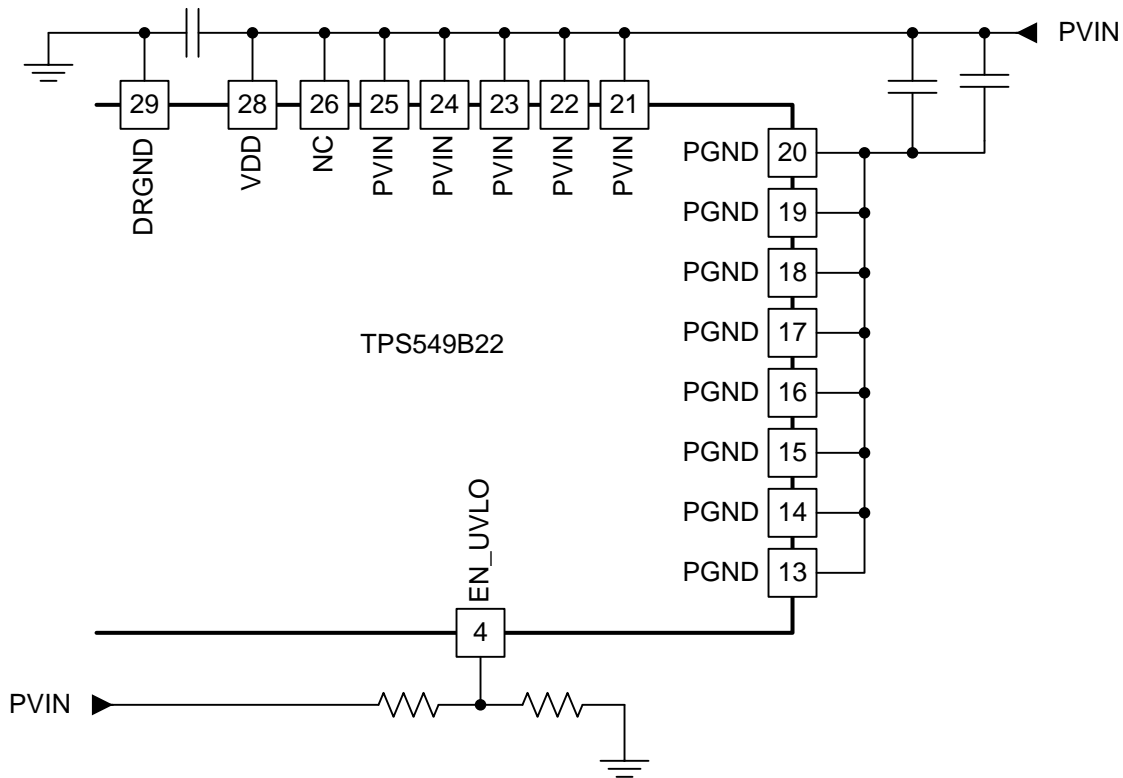 PVIN
29 28 26 25 24 23 22 21
DRGND VDD NC PVIN PVIN PVIN PVIN PVIN
PGND 20
PGND 19
PGND 18
TPS549B22
PGND 17
PGND 16
PGND 15
PGND 14
PGND 13
EN_UVLO
4
PVIN